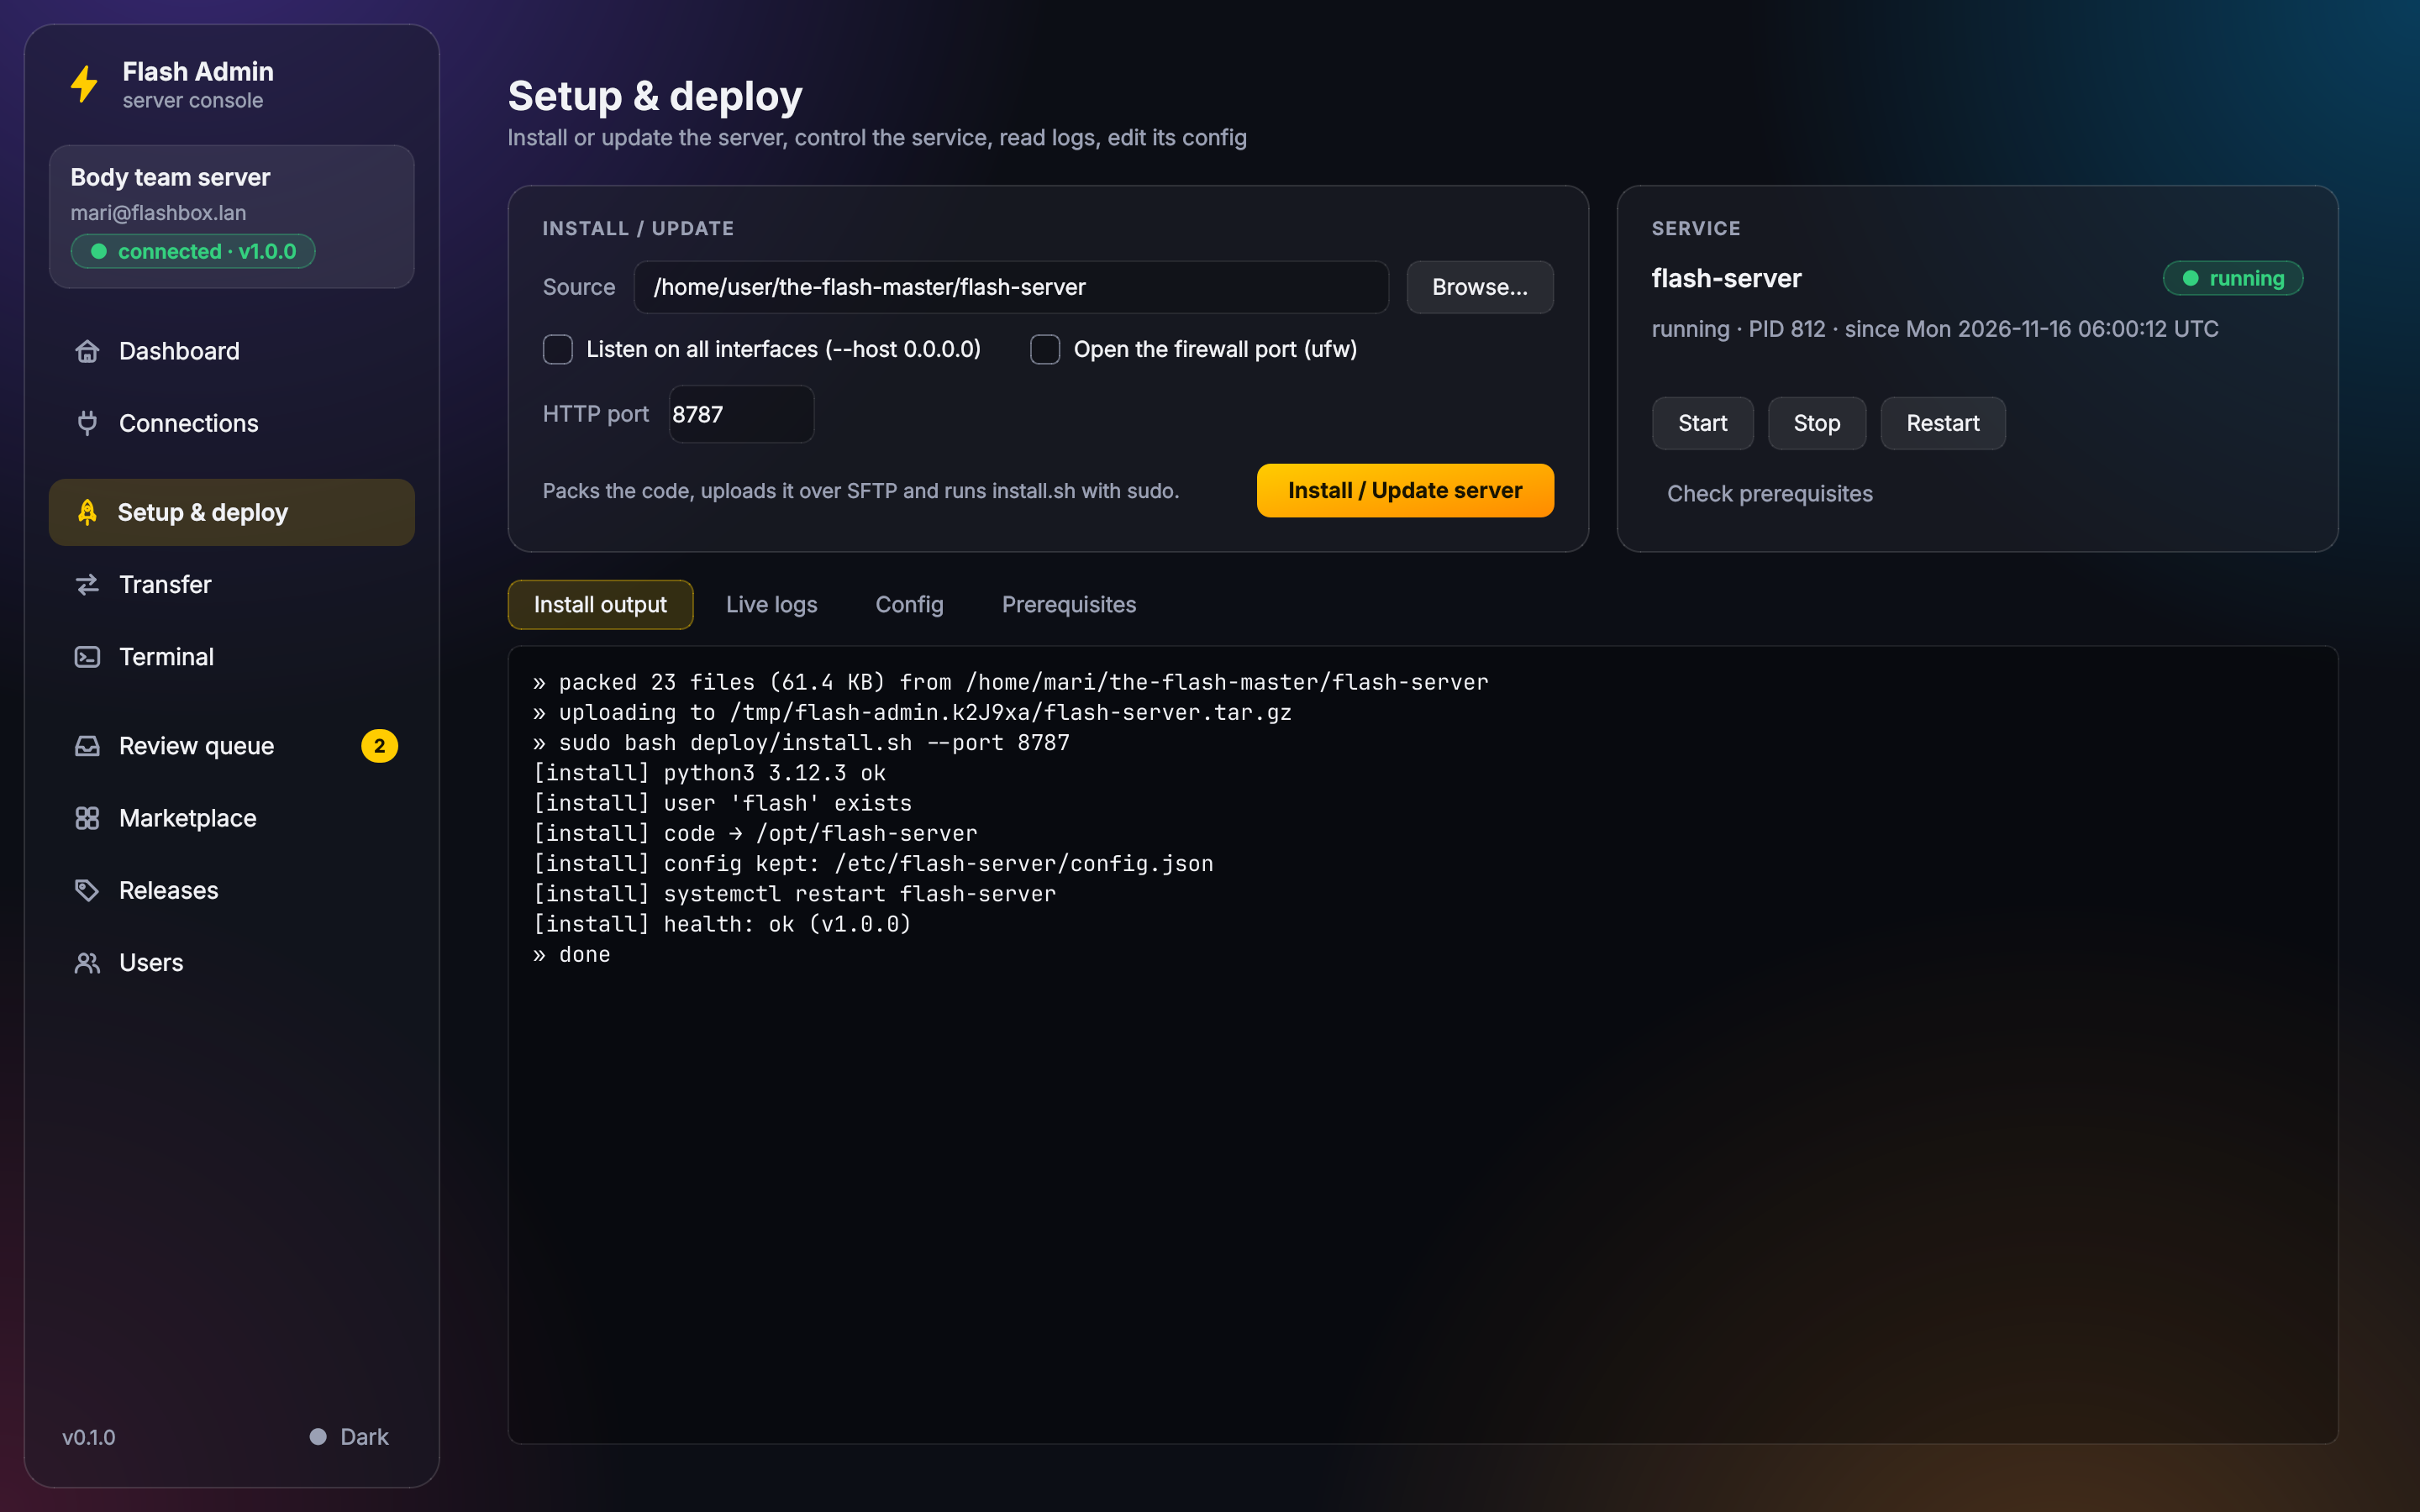 Flash Admin
server console
Body team server
mari@flashbox.lan
connected · v1.0.0
Dashboard
Connections
Setup & deploy
Transfer
Terminal
Review queue 2
Marketplace
Releases
Users
v0.1.0 Dark
Setup & deploy
Install or update the server, control the service, read logs, edit its config
INSTALL / UPDATE
Source /home/user/the-flash-master/flash-server Browse...
Listen on all interfaces (--host 0.0.0.0) Open the firewall port (ufw)
HTTP port 8787
Packs the code, uploads it over SFTP and runs install.sh with sudo. Install / Update server
SERVICE
flash-server running
running · PID 812 · since Mon 2026-11-16 06:00:12 UTC
Start Stop Restart
Check prerequisites
Install output Live logs Config Prerequisites
» packed 23 files (61.4 KB) from /home/mari/the-flash-master/flash-server
» uploading to /tmp/flash-admin.k2J9xa/flash-server.tar.gz
» sudo bash deploy/install.sh --port 8787
[install] python3 3.12.3 ok
[install] user 'flash' exists
[install] code → /opt/flash-server
[install] config kept: /etc/flash-server/config.json
[install] systemctl restart flash-server
[install] health: ok (v1.0.0)
» done